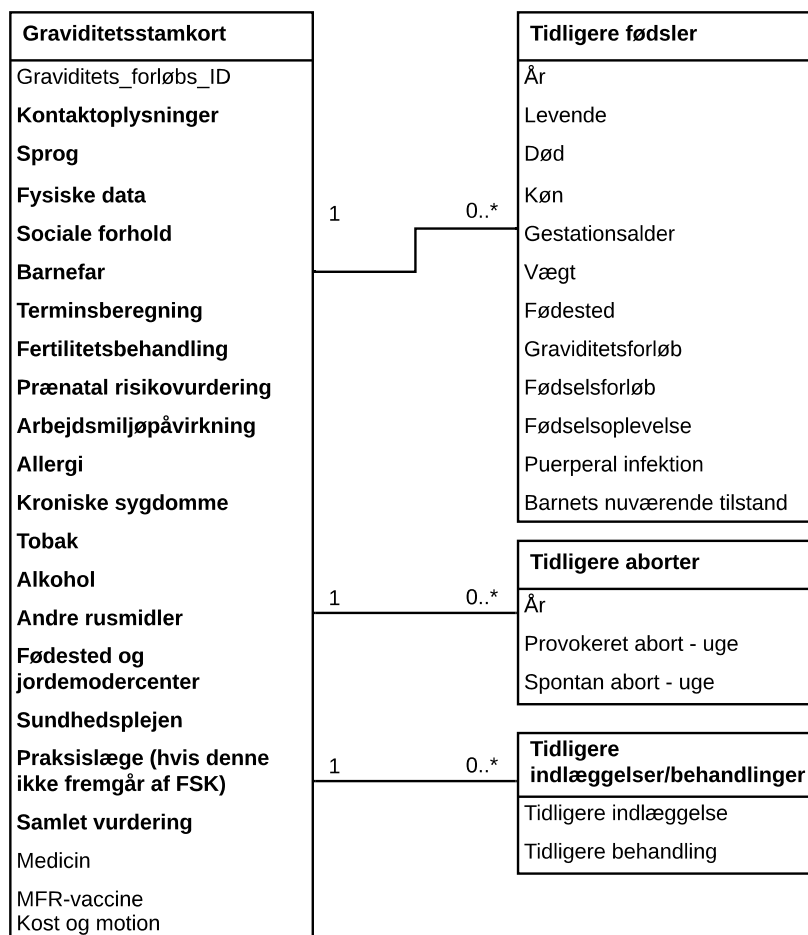 Graviditetsstamkort
Graviditets_forløbs_ID
Kontaktoplysninger
Sprog
Fysiske data
Sociale forhold
Barnefar
Terminsberegning
Fertilitetsbehandling
Prænatal risikovurdering
Arbejdsmiljøpåvirkning
Allergi
Kroniske sygdomme
Tobak
Alkohol
Andre rusmidler
Fødested og
jordemodercenter
Sundhedsplejen
Praksislæge (hvis denne
ikke fremgår af FSK)
Samlet vurdering
Medicin
MFR-vaccine
Kost og motion
1
0..*
1
0..*
1
0..*
Tidligere fødsler
År
Levende
Død
Køn
Gestationsalder
Vægt
Fødested
Graviditetsforløb
Fødselsforløb
Fødselsoplevelse
Puerperal infektion
Barnets nuværende tilstand
Tidligere aborter
År
Provokeret abort - uge
Spontan abort - uge
Tidligere
indlæggelser/behandlinger
Tidligere indlæggelse
Tidligere behandling